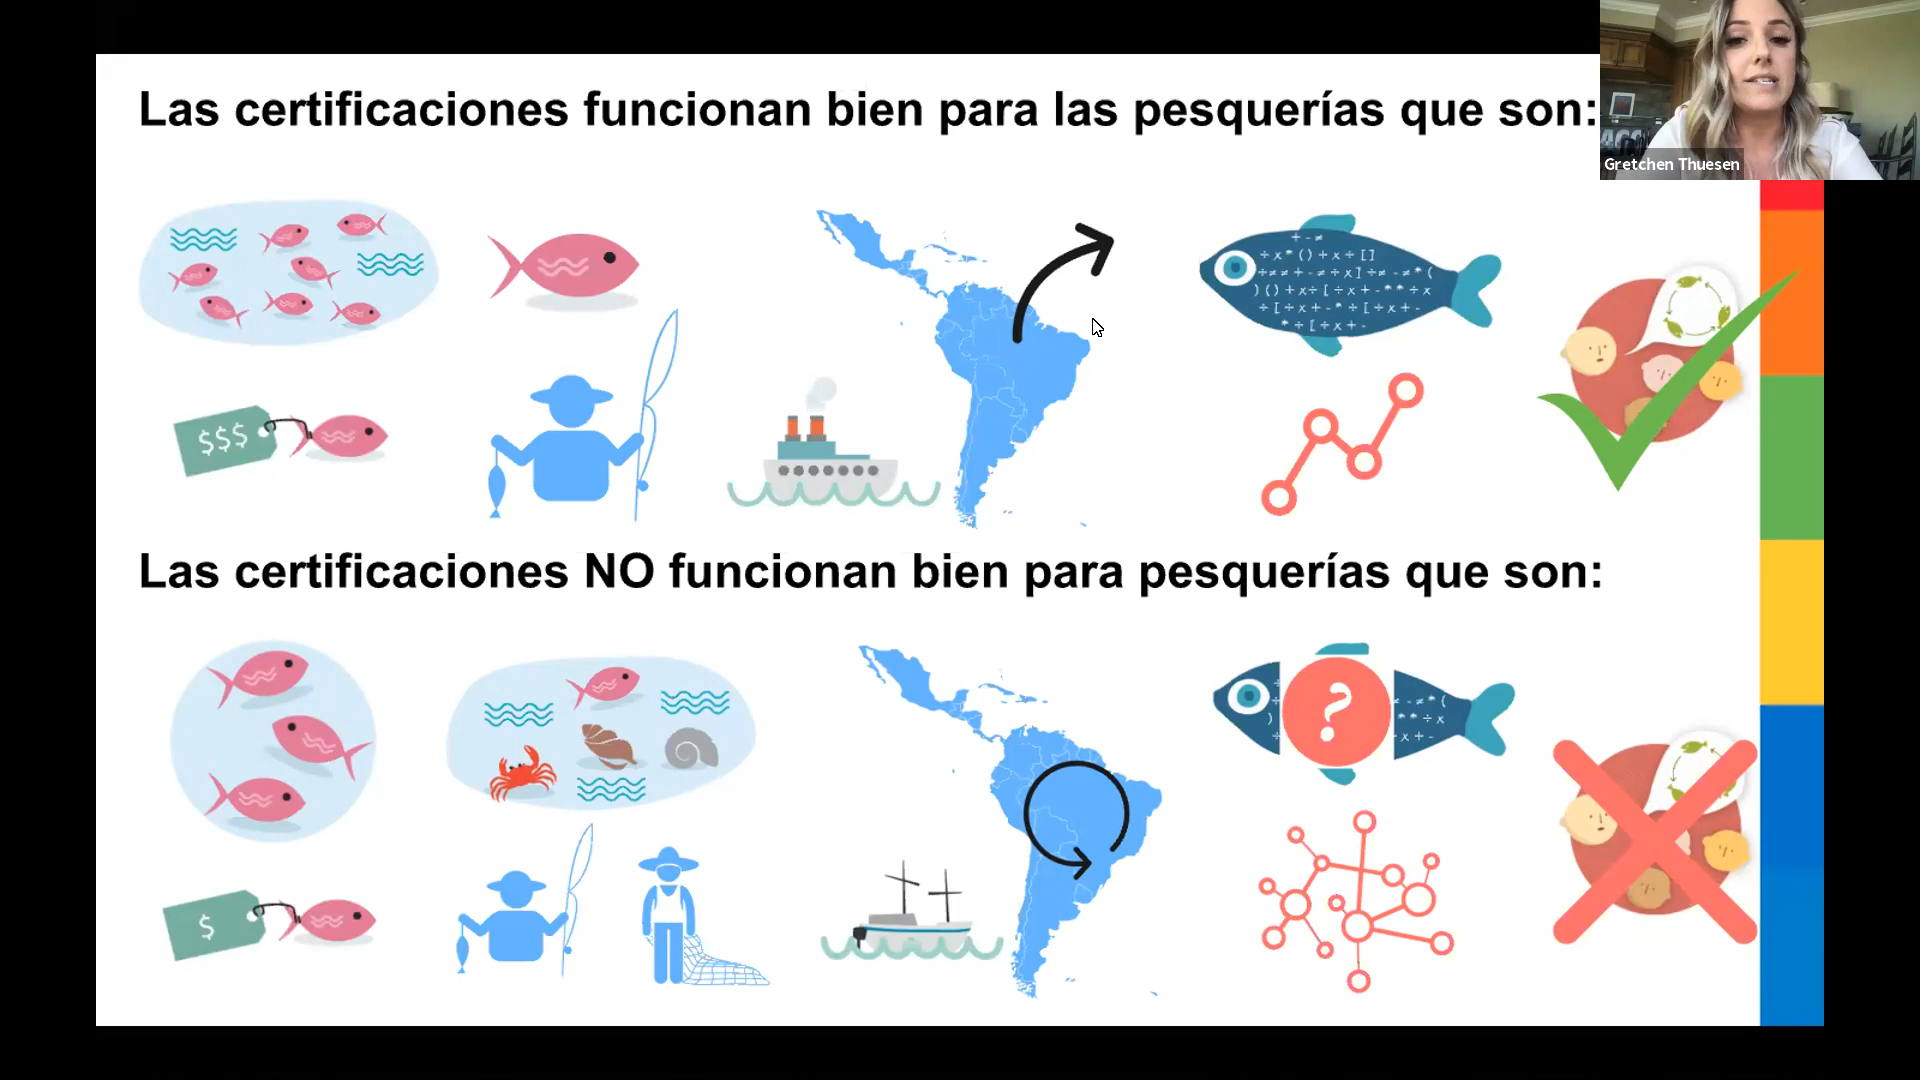 Las certificaciones funcionan bien para las pesquerías que son:
Gretchen Thuesen
$$$
Las certificaciones NO funcionan bien para pesquerías que son:
?
$